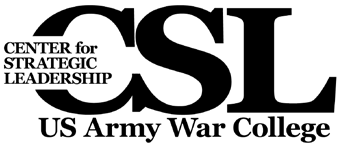 CENTER for
STRATEGIC
LEADERSHIP
CSL
US Army War College